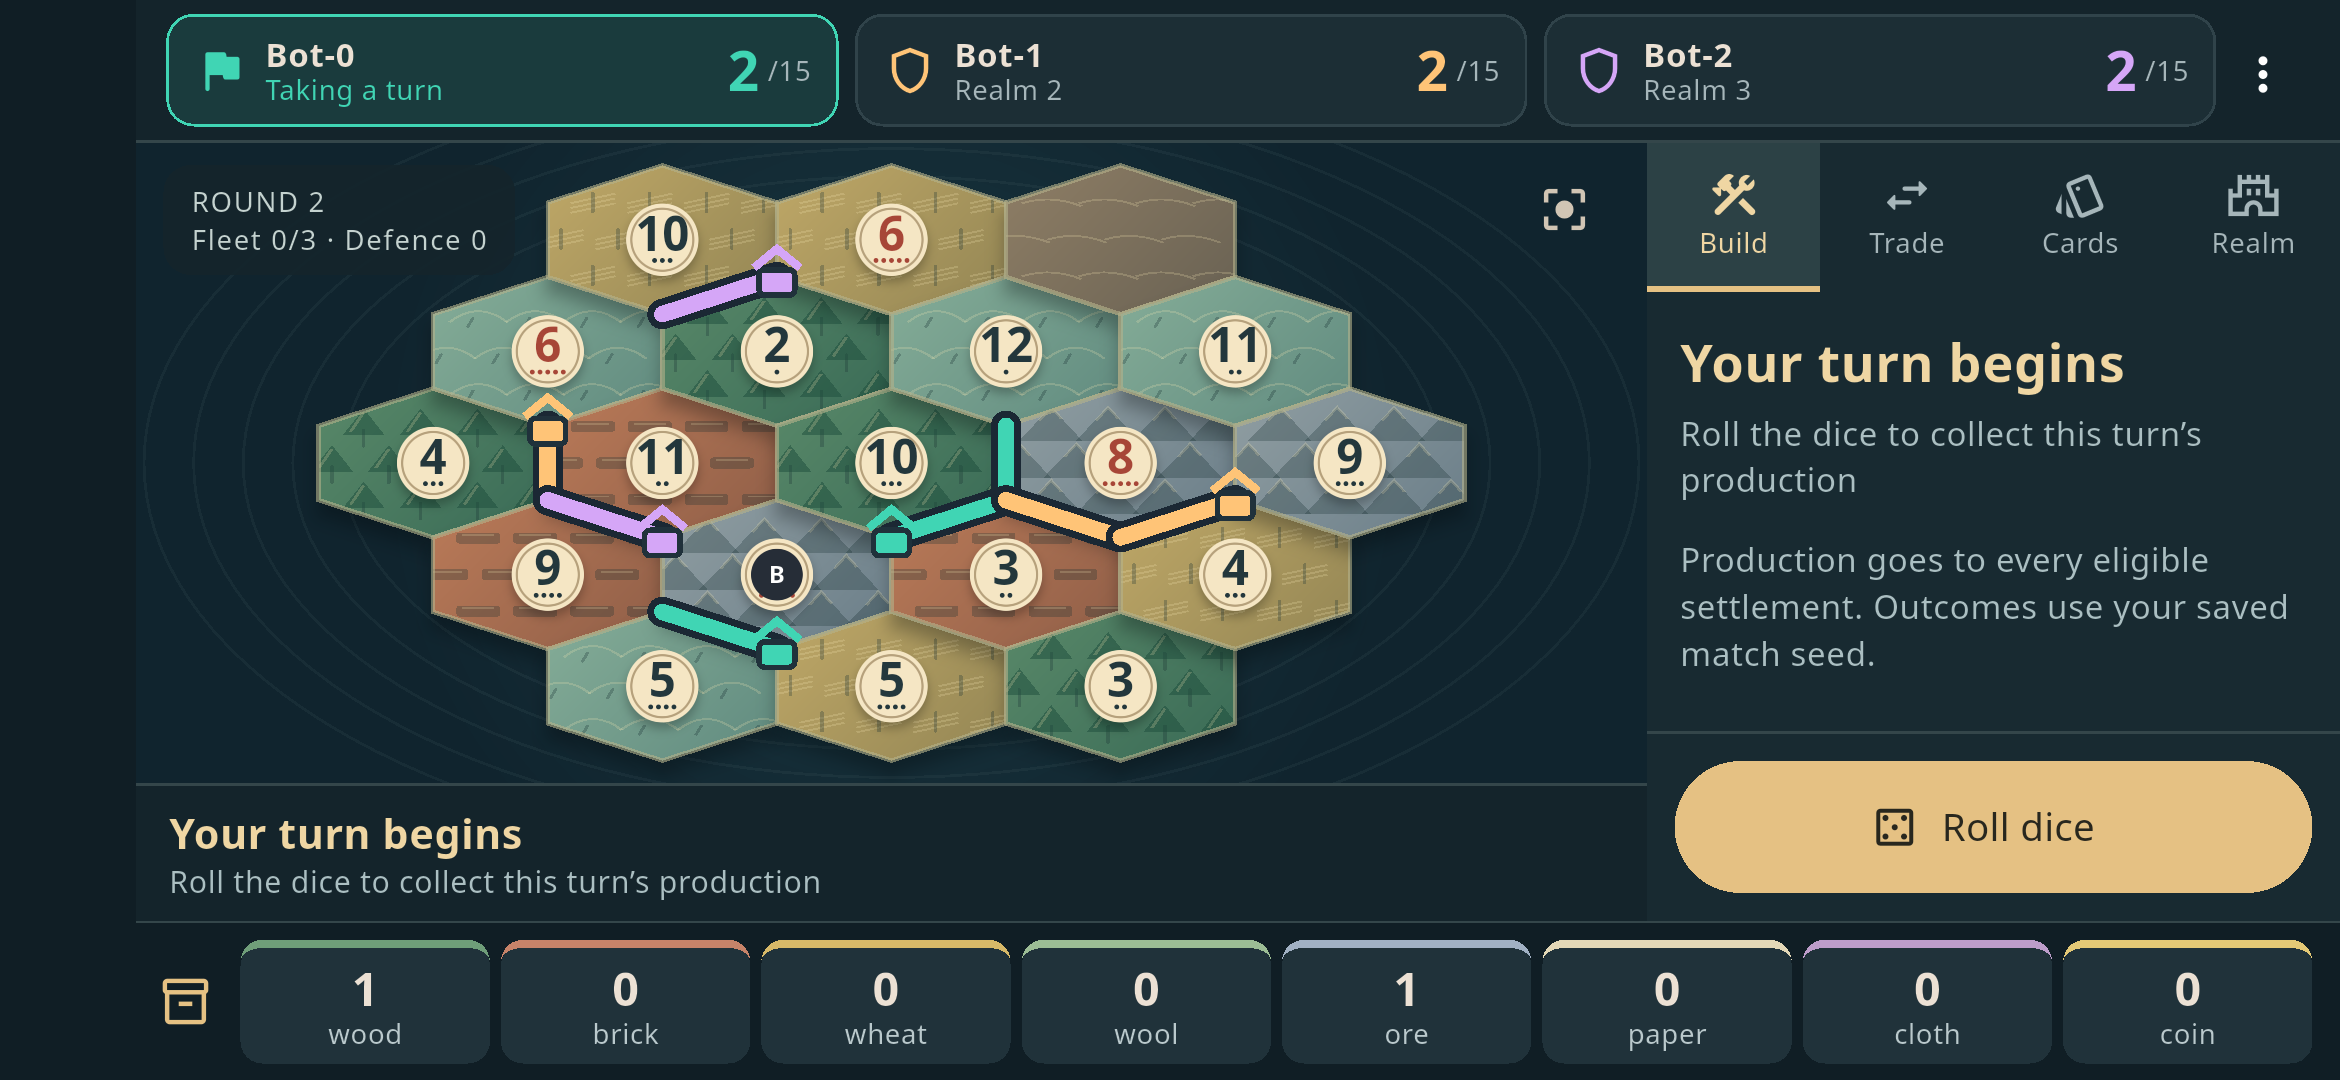 Bot-0
Taking a turn
2 /15
Bot-1
Realm 2
2 /15
Bot-2
Realm 3
2 /15
ROUND 2
Fleet 0/3 · Defence 0
10
6
6
2
12
11
4
11
10
8
9
9
B
3
4
5
5
3
Build
Trade
Cards
Realm
Your turn begins
Roll the dice to collect this turn’s
production
Production goes to every eligible
settlement. Outcomes use your saved
match seed.
Roll dice
Your turn begins
Roll the dice to collect this turn’s production
1
wood
0
brick
0
wheat
0
wool
1
ore
0
paper
0
cloth
0
coin